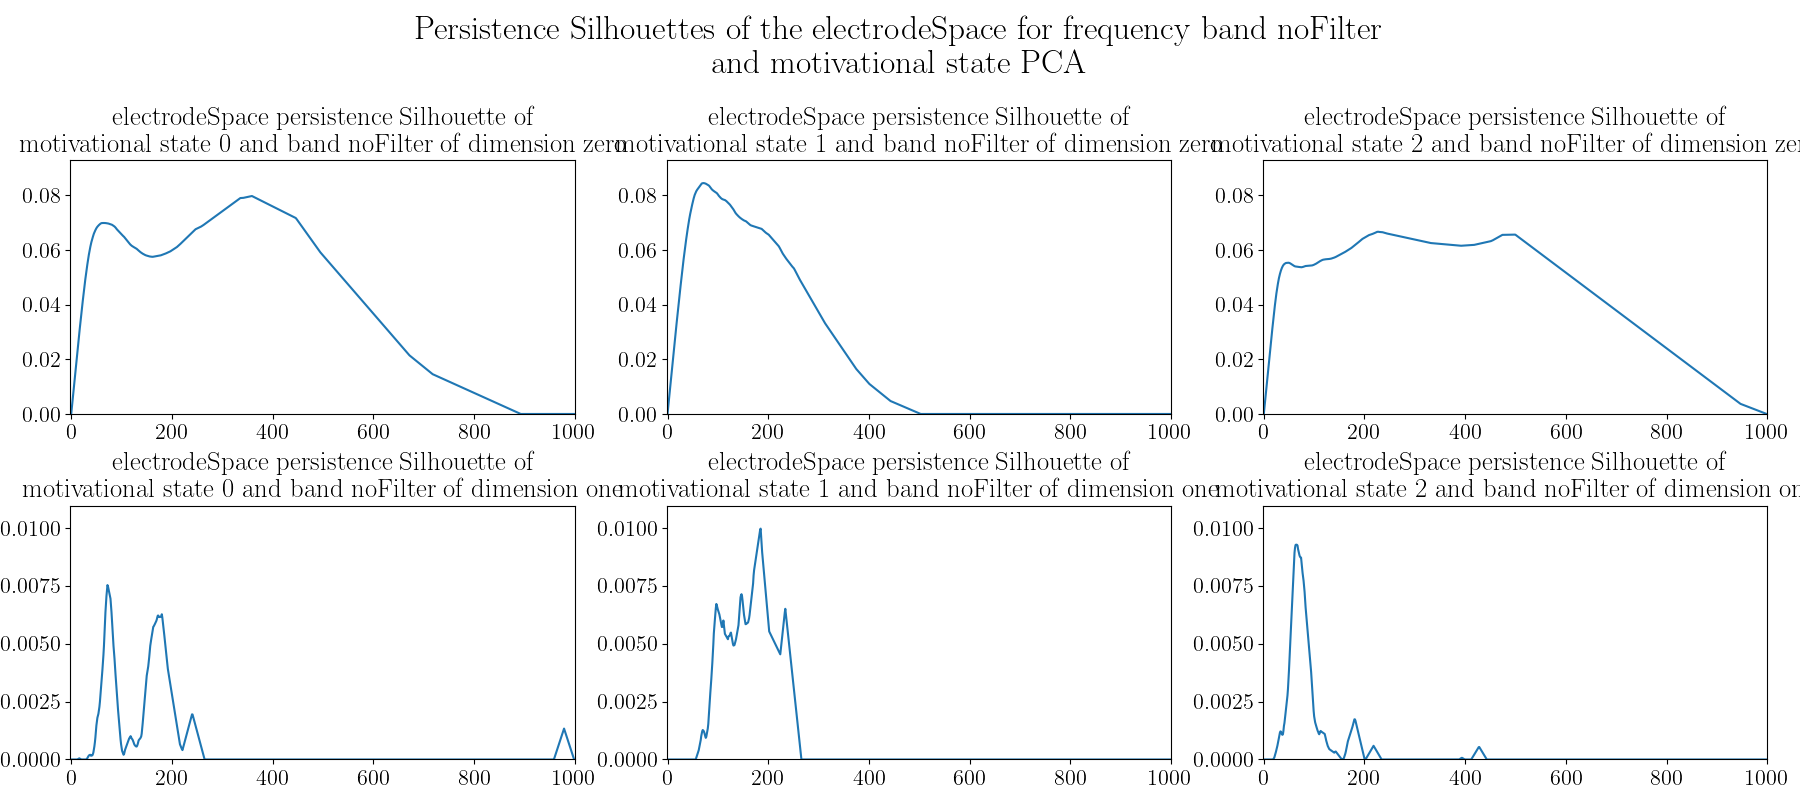 Persistence Silhouettes of the electrodeSpace for frequency band noFilter
and motivational state PCA
electrodeSpace persistence Silhouette of
motivational state 0 and band noFilter of dimension zero
electrodeSpace persistence Silhouette of
motivational state 1 and band noFilter of dimension zero
electrodeSpace persistence Silhouette of
motivational state 2 and band noFilter of dimension zer
0.08
0.06
0.04
0.02
0.00
0 200 400 600 800 1000
0.08
0.06
0.04
0.02
0.00
0 200 400 600 800 1000
0.08
0.06
0.04
0.02
0.00
0 200 400 600 800 1000
electrodeSpace persistence Silhouette of
motivational state 0 and band noFilter of dimension one
electrodeSpace persistence Silhouette of
motivational state 1 and band noFilter of dimension one
electrodeSpace persistence Silhouette of
motivational state 2 and band noFilter of dimension on
0.0100
0.0075
0.0050
0.0025
0.0000
0 200 400 600 800 1000
0.0100
0.0075
0.0050
0.0025
0.0000
0 200 400 600 800 1000
0.0100
0.0075
0.0050
0.0025
0.0000
0 200 400 600 800 1000